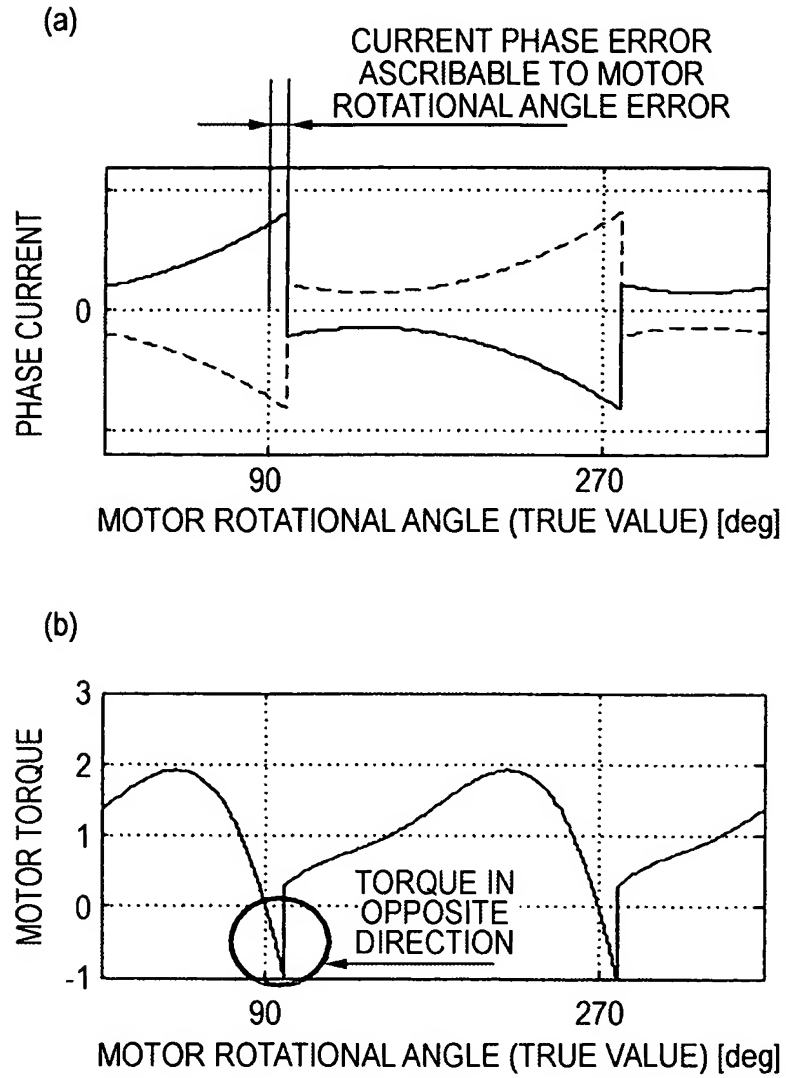 (a)
CURRENT PHASE ERROR
ASCRIBABLE TO MOTOR
ROTATIONAL ANGLE ERROR
PHASE CURRENT
0
90
270
MOTOR ROTATIONAL ANGLE (TRUE VALUE) [deg]
(b)
MOTOR TORQUE
3
2
1
0
-1
TORQUE IN
OPPOSITE
DIRECTION
90
270
MOTOR ROTATIONAL ANGLE (TRUE VALUE) [deg]